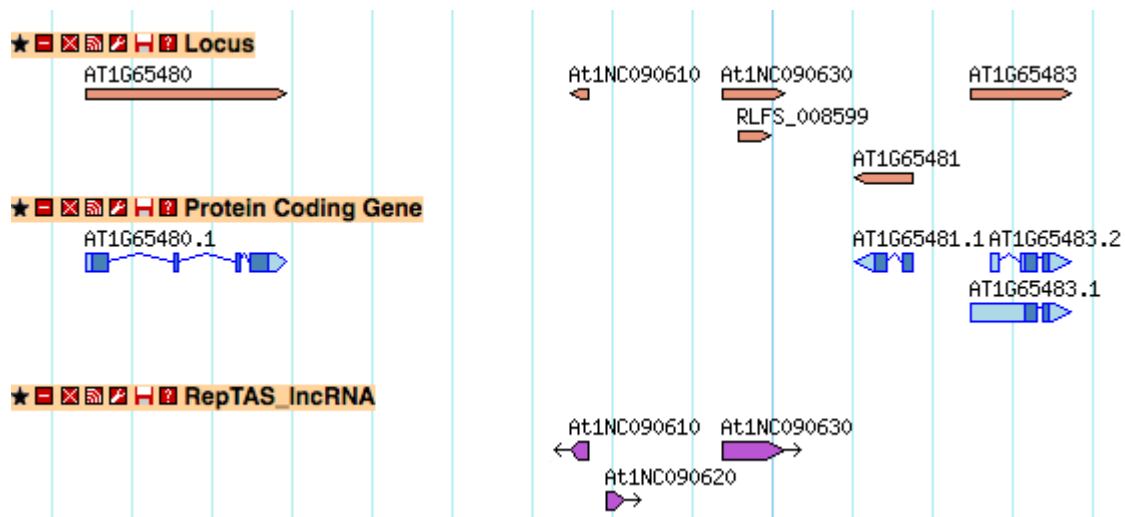 Locus
AT1G65480 At1NC090610 At1NC090630 AT1G65483
RLFS_008599
AT1G65481
Protein Coding Gene
AT1G65480.1 AT1G65481.1 AT1G65483.2
AT1G65483.1
RepTAS_lncRNA
At1NC090610 At1NC090630
At1NC090620